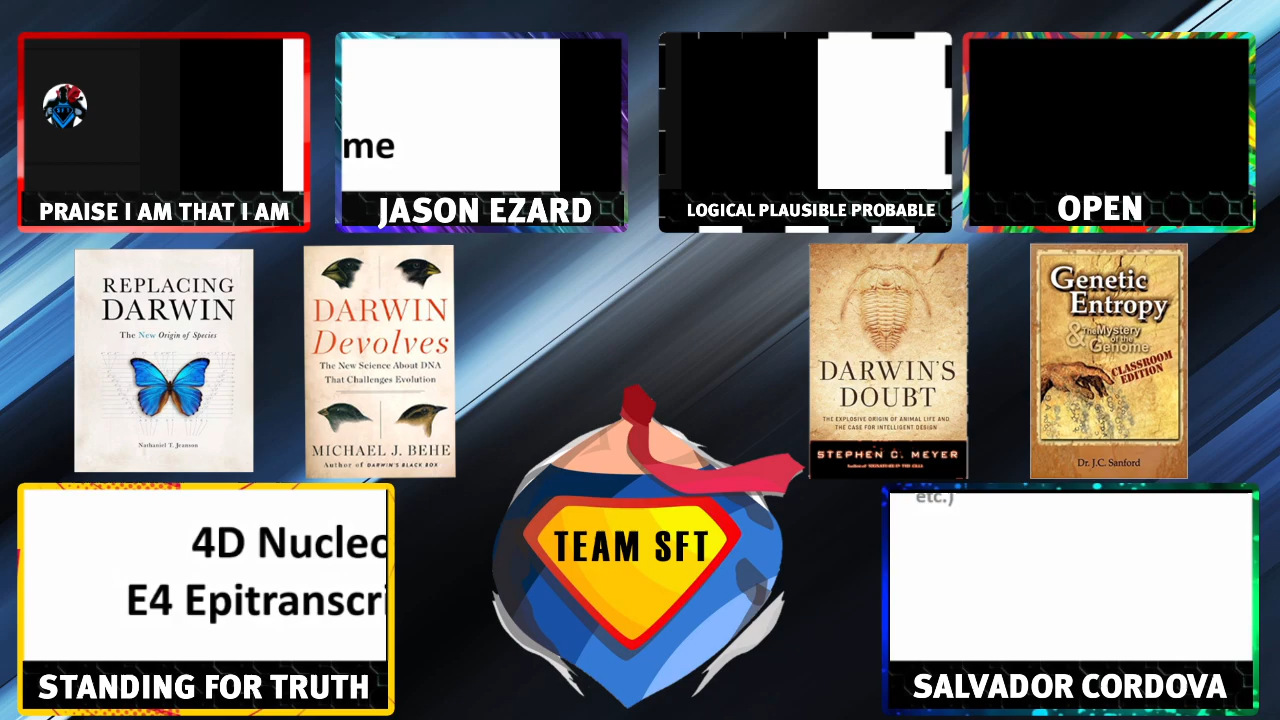 SFT
me
PRAISE I AM THAT I AM
JASON EZARD
LOGICAL PLAUSIBLE PROBABLE
OPEN
REPLACING
DARWIN
The New Origin of Species
Nathaniel T. Jeanson
DARWIN
Devolves
The New Science About DNA
That Challenges Evolution
MICHAEL J. BEHE
Author of DARWIN'S BLACK BOX
DARWIN'S
DOUBT
THE EXPLOSIVE ORIGIN OF ANIMAL LIFE AND
THE CASE FOR INTELLIGENT DESIGN
STEPHEN C. MEYER
Genetic
Entropy
& The Mystery
of the
Genome
CLASSROOM
EDITION
Dr. J.C. Sanford
etc.)
4D Nucleo
E4 Epitranscri
TEAM SFT
STANDING FOR TRUTH
SALVADOR CORDOVA